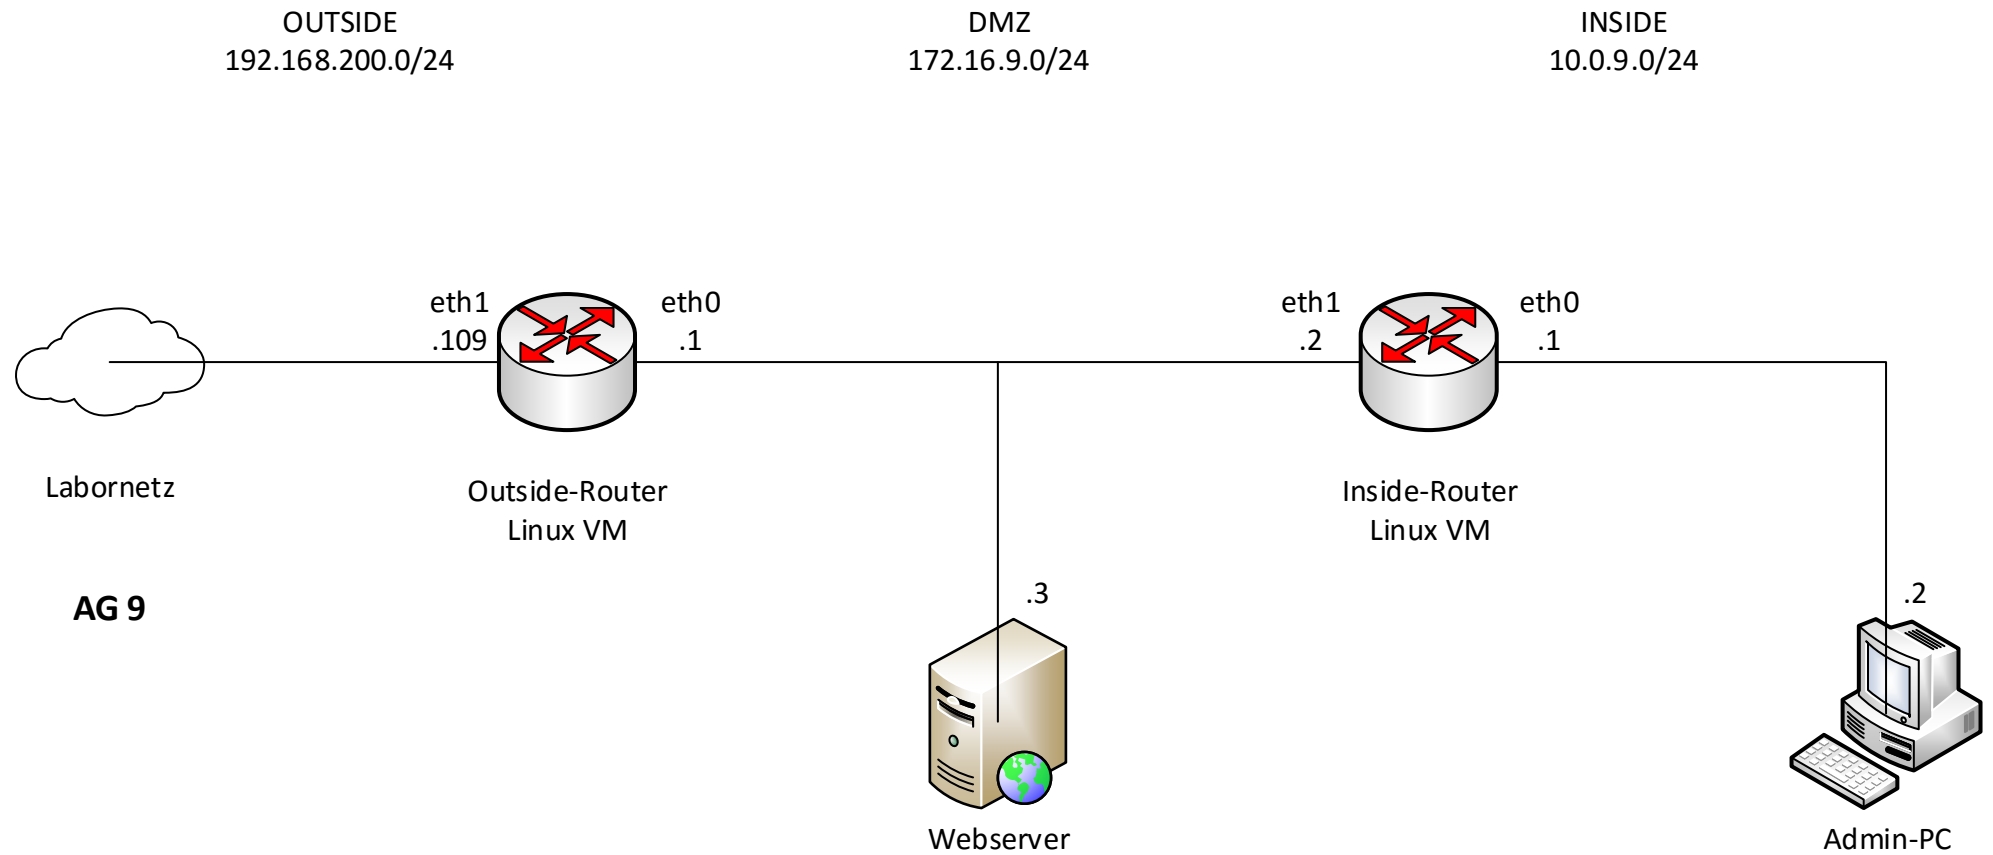 OUTSIDE
192.168.200.0/24
DMZ
172.16.9.0/24
INSIDE
10.0.9.0/24
eth1
.109
eth0
.1
eth1
.2
eth0
.1
Labornetz
Outside-Router
Linux VM
Inside-Router
Linux VM
AG 9
.3
.2
Webserver
Admin-PC